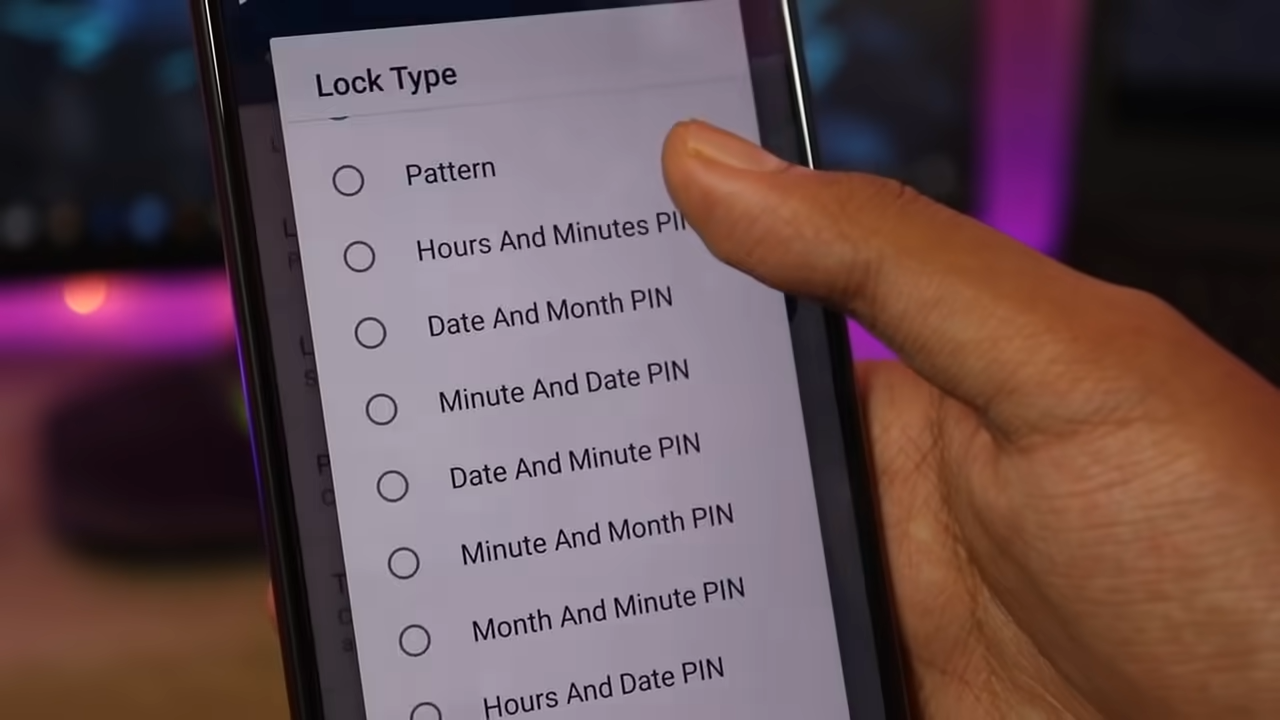 Lock Type
Pattern
Hours And Minutes
Date And Month PIN
Minute And Date PIN
Date And Minute PIN
Minute And Month PIN
Month And Minute PIN
Hours And Date PIN